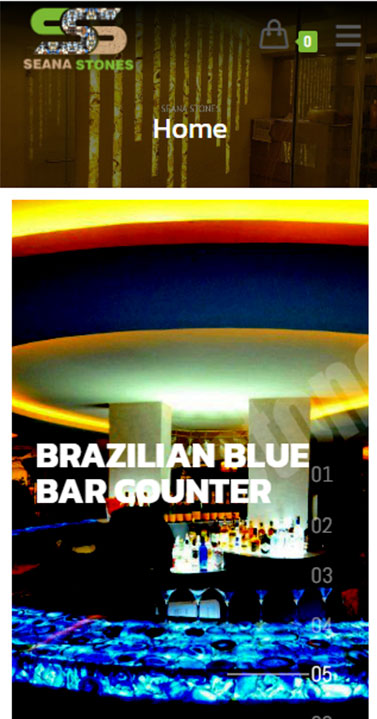 SEANA STONES
0
SEANA STONES
Home
BRAZILIAN BLUE
BAR COUNTER
01
02
03
04
05